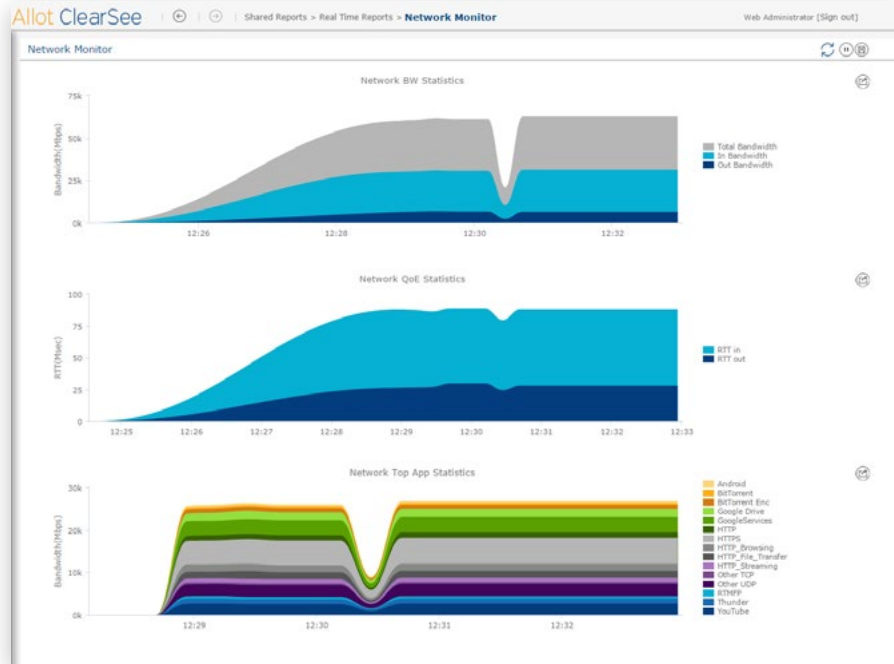 Allot ClearSee
Shared Reports > Real Time Reports > Network Monitor
Web Administrator [Sign out]
Network Monitor
Network BW Statistics
75k
50k
25k
0k
Bandwidth(Mbps)
12:26 12:28 12:30 12:32
Total Bandwidth
In Bandwidth
Out Bandwidth
Network QoE Statistics
100
75
50
25
0
RTT(Msec)
12:25 12:26 12:27 12:28 12:29 12:30 12:31 12:32 12:33
RTT in
RTT out
Network Top App Statistics
30k
20k
10k
0k
Bandwidth(Mbps)
12:29 12:30 12:31 12:32
Android
BitTorrent
BitTorrent Enc
Google Drive
GoogleServices
HTTP
HTTPS
HTTP_Browsing
HTTP_File_Transfer
HTTP_Streaming
Other TCP
Other UDP
RTMFP
Thunder
YouTube